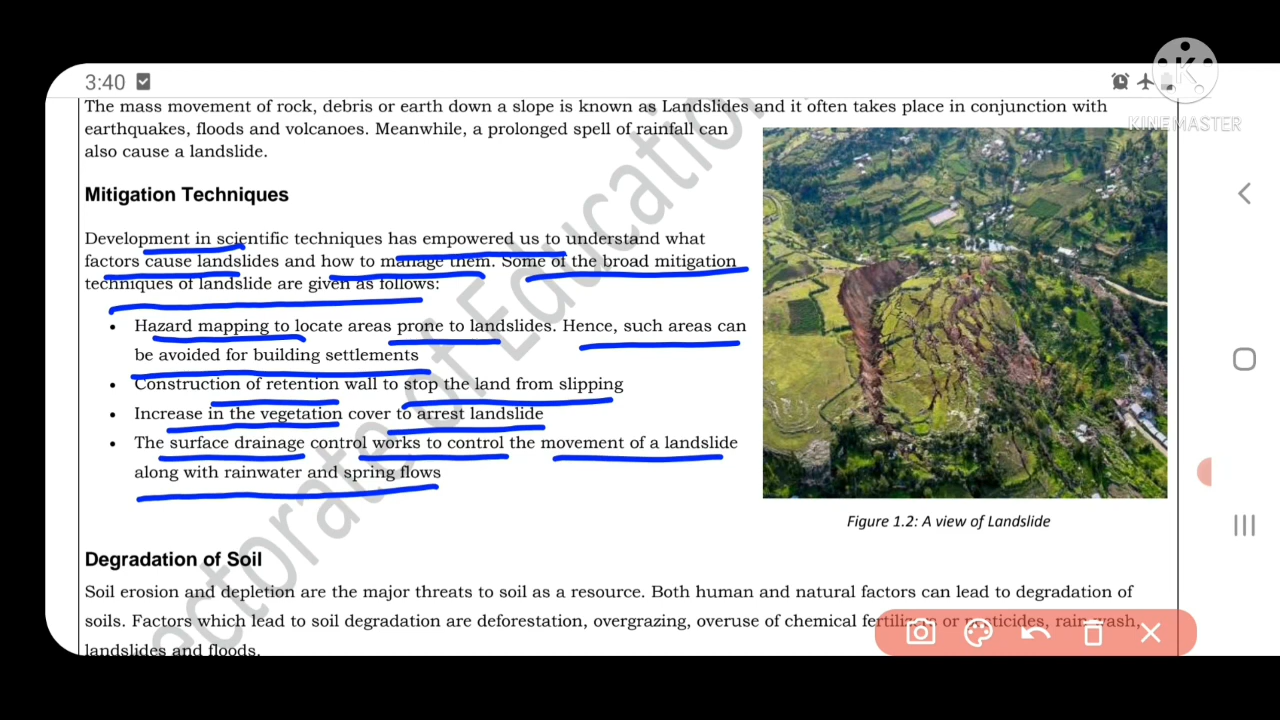 3:40
KINEMASTER
The mass movement of rock, debris or earth down a slope is known as Landslides and it often takes place in conjunction with
earthquakes, floods and volcanoes. Meanwhile, a prolonged spell of rainfall can
also cause a landslide.
Mitigation Techniques
Development in scientific techniques has empowered us to understand what
factors cause landslides and how to manage them. Some of the broad mitigation
techniques of landslide are given as follows:
• Hazard mapping to locate areas prone to landslides. Hence, such areas can
be avoided for building settlements
• Construction of retention wall to stop the land from slipping
• Increase in the vegetation cover to arrest landslide
• The surface drainage control works to control the movement of a landslide
along with rainwater and spring flows
Figure 1.2: A view of Landslide
Degradation of Soil
Soil erosion and depletion are the major threats to soil as a resource. Both human and natural factors can lead to degradation of
soils. Factors which lead to soil degradation are deforestation, overgrazing, overuse of chemical fertilizers or pesticides, rain wash,
landslides and floods.
ectorate of Education